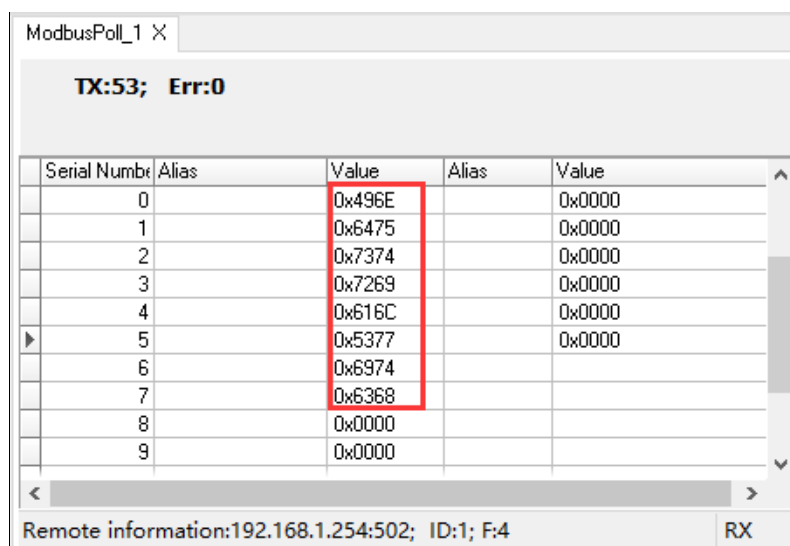 ModbusPoll_1 X
TX:53; Err:0
Serial Numbe Alias Value Alias Value
0 0x496E 0x0000
1 0x6475 0x0000
2 0x7374 0x0000
3 0x7269 0x0000
4 0x616C 0x0000
5 0x5377 0x0000
6 0x6974
7 0x6368
8 0x0000
9 0x0000
Remote information:192.168.1.254:502; ID:1; F:4 RX